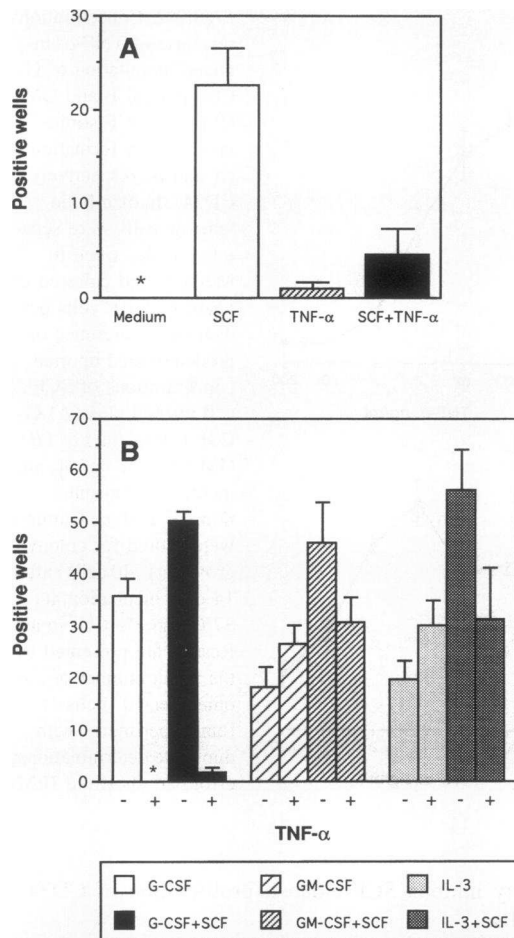 A
Positive wells
30
20
10
0
*
Medium SCF TNF-α SCF+TNF-α
B
Positive wells
70
60
50
40
30
20
10
0
*
- + - + - + - + - + - +
TNF-α
G-CSF GM-CSF IL-3
G-CSF+SCF GM-CSF+SCF IL-3+SCF